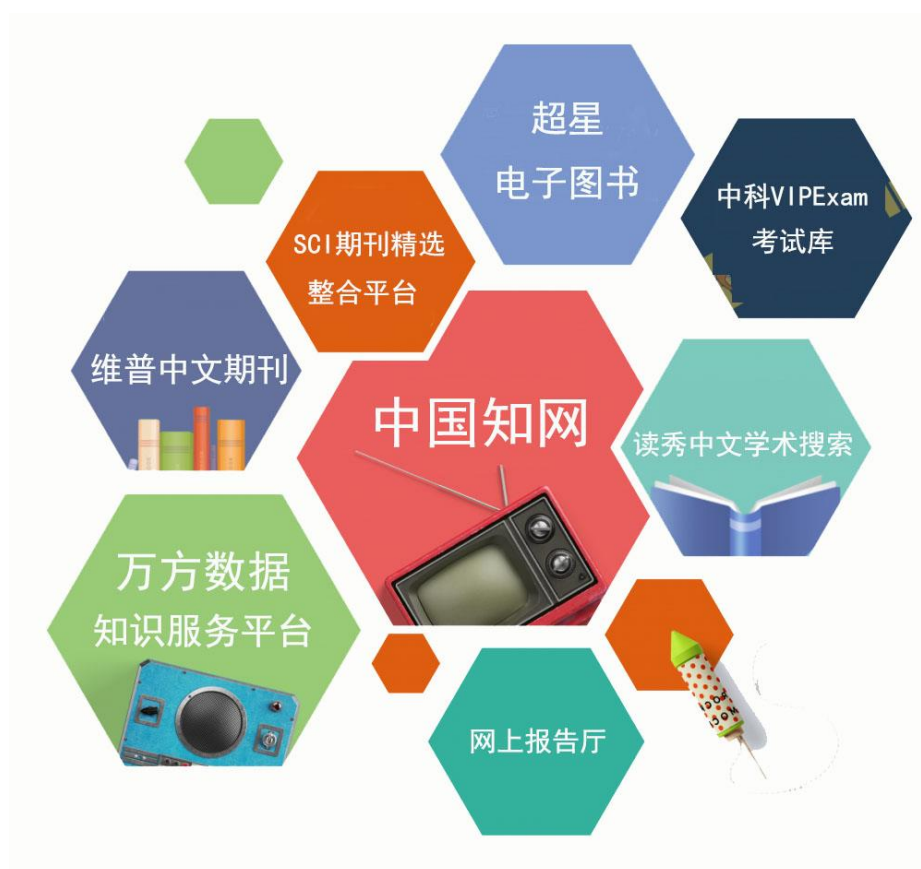 超星
电子图书
中科VIPExam
考试库
SCI期刊精选
整合平台
维普中文期刊
中国知网
读秀中文学术搜索
万方数据
知识服务平台
网上报告厅